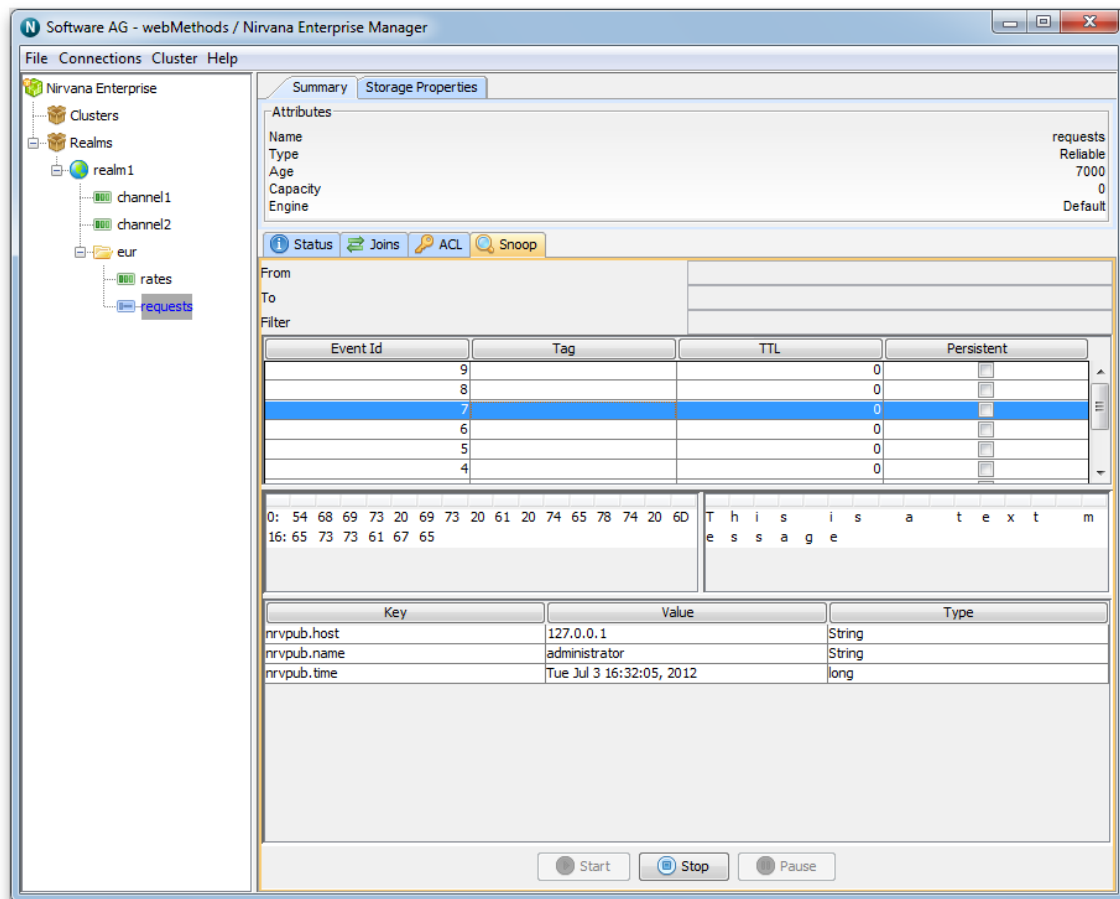 N Software AG - webMethods / Nirvana Enterprise Manager
File Connections Cluster Help
Nirvana Enterprise
Clusters
Realms
realm1
channel1
channel2
eur
rates
requests
Summary Storage Properties
Attributes
Name requests
Type Reliable
Age 7000
Capacity 0
Engine Default
Status Joins ACL Snoop
From
To
Filter
Event Id Tag TTL Persistent
9 0
8 0
7 0
6 0
5 0
4 0
0: 54 68 69 73 20 69 73 20 61 20 74 65 78 74 20 6D T h i s i s a t e x t m
16: 65 73 73 61 67 65 e s s a g e
Key Value Type
nrvpub.host 127.0.0.1 String
nrvpub.name administrator String
nrvpub.time Tue Jul 3 16:32:05, 2012 long
Start Stop Pause